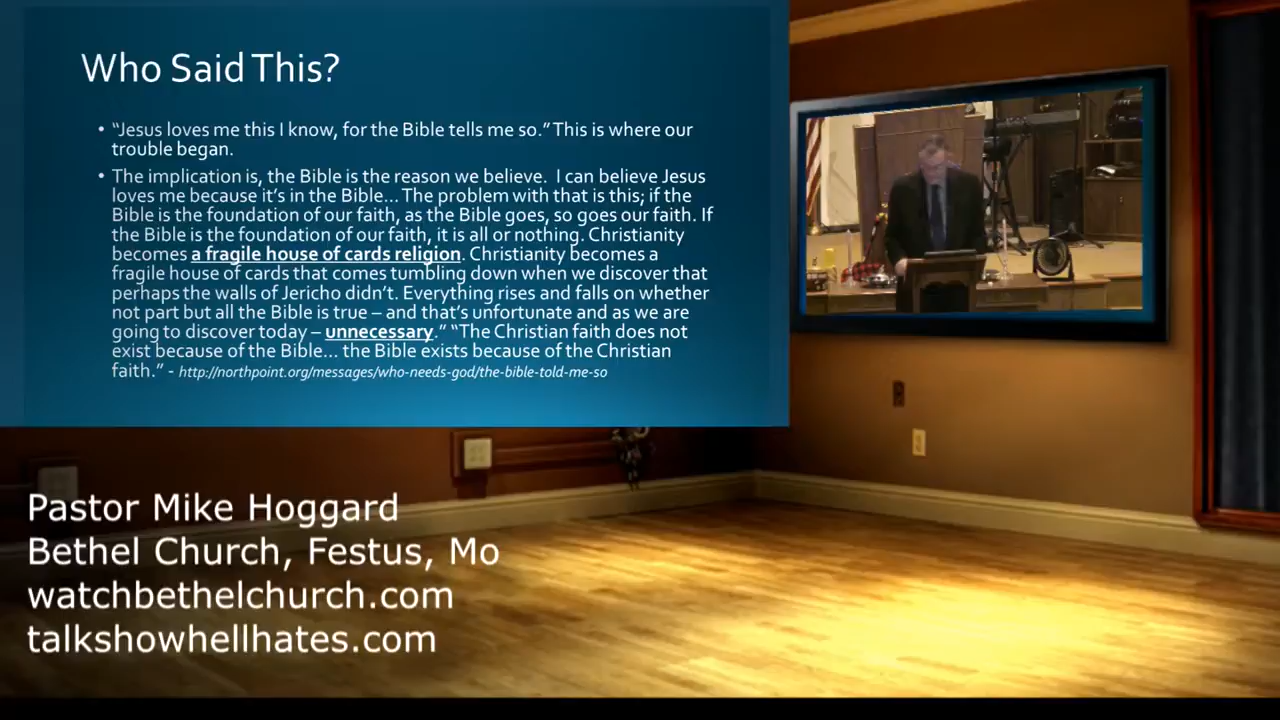 Who Said This?
• “Jesus loves me this I know, for the Bible tells me so.” This is where our
trouble began.
• The implication is, the Bible is the reason we believe.  I can believe Jesus
loves me because it’s in the Bible… The problem with that is this; if the
Bible is the foundation of our faith, as the Bible goes, so goes our faith. If
the Bible is the foundation of our faith, it is all or nothing. Christianity
becomes a fragile house of cards religion. Christianity becomes a
fragile house of cards that comes tumbling down when we discover that
perhaps the walls of Jericho didn’t. Everything rises and falls on whether
not part but all the Bible is true – and that’s unfortunate and as we are
going to discover today – unnecessary.” “The Christian faith does not
exist because of the Bible… the Bible exists because of the Christian
faith.” - http://northpoint.org/messages/who-needs-god/the-bible-told-me-so
Pastor Mike Hoggard
Bethel Church, Festus, Mo
watchbethelchurch.com
talkshowhellhates.com